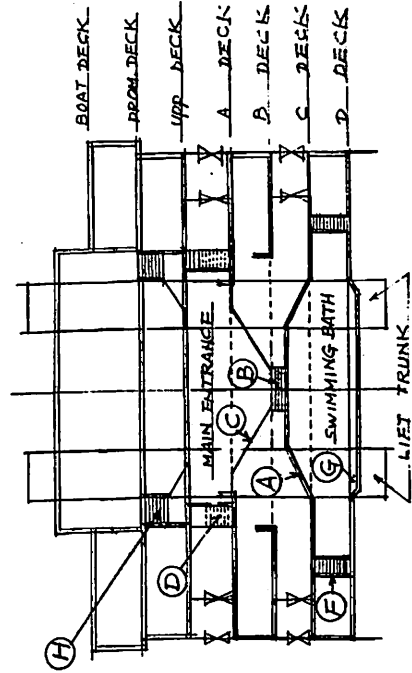 BOAT DECK
PROM. DECK
UPP DECK
A DECK
B DECK
C DECK
D DECK
MAIN ENTRANCE
SWIMMING BATH
LIFT TRUNK
A
B
C
D
F
G
H